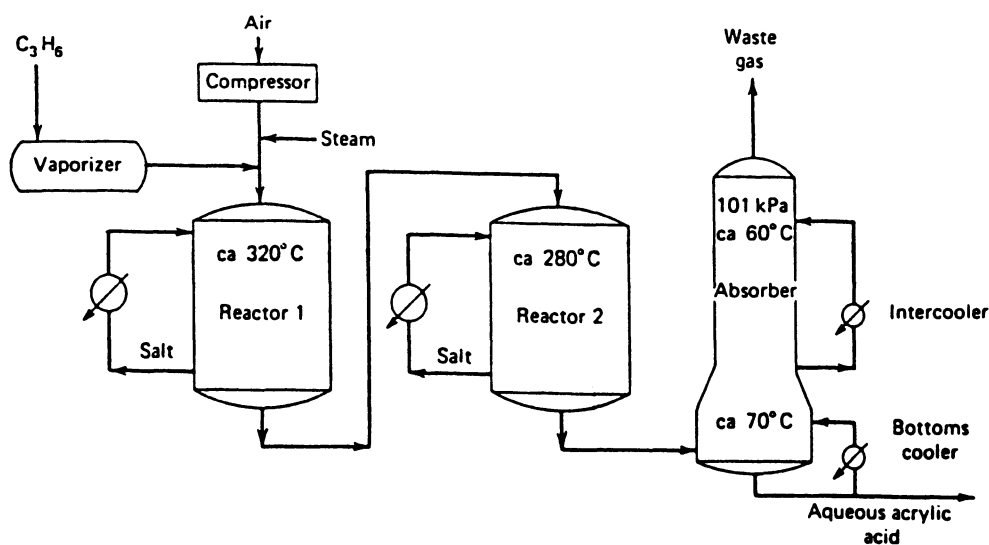 Air
C₃H₆
Compressor
Steam
Vaporizer
ca 320°C
Reactor 1
Salt
ca 280°C
Reactor 2
Salt
Waste
gas
101 kPa
ca 60°C
Absorber
Intercooler
ca 70°C
Bottoms
cooler
Aqueous acrylic
acid